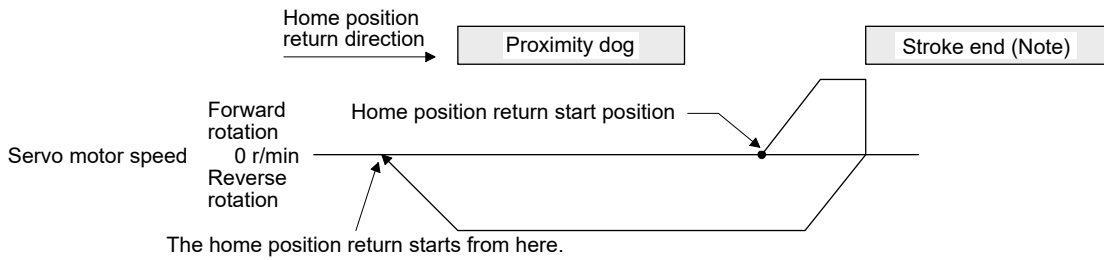 Home position
return direction
Proximity dog
Stroke end (Note)
Home position return start position
Forward
rotation
Servo motor speed 0 r/min
Reverse
rotation
The home position return starts from here.